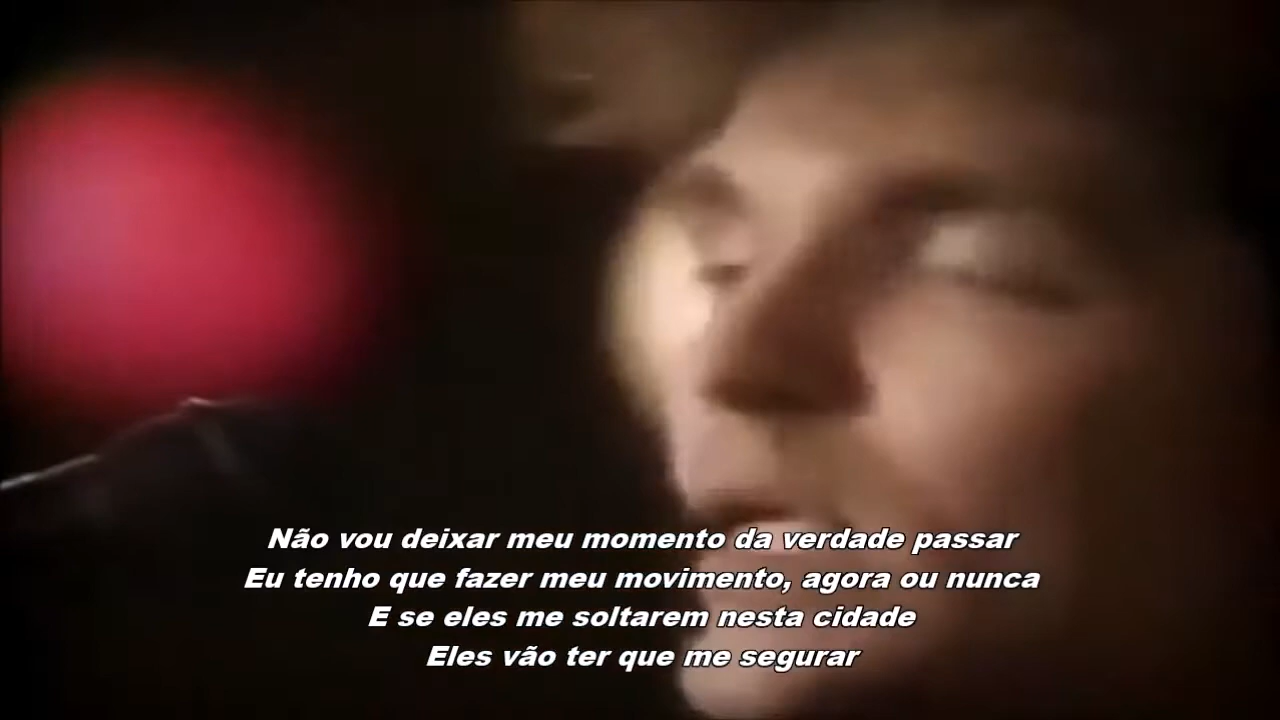 Não vou deixar meu momento da verdade passar
Eu tenho que fazer meu movimento, agora ou nunca
E se eles me soltarem nesta cidade
Eles vão ter que me segurar